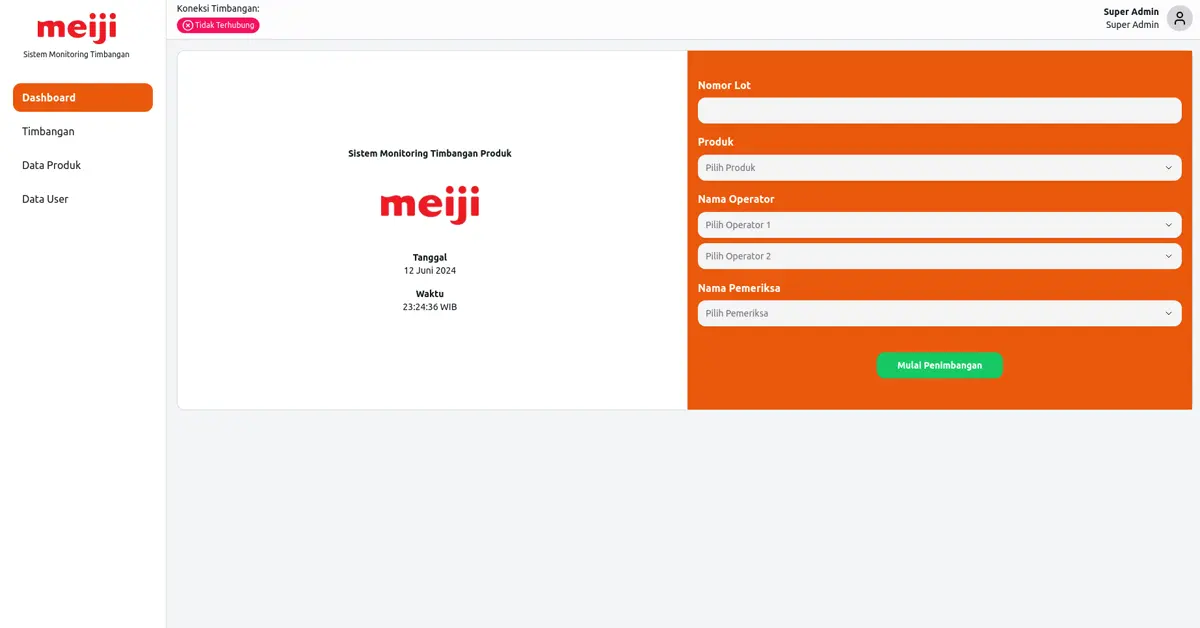 meiji
Sistem Monitoring Timbangan
Dashboard
Timbangan
Data Produk
Data User
Koneksi Timbangan:
Tidak Terhubung
Super Admin
Super Admin
Sistem Monitoring Timbangan Produk
meiji
Tanggal
12 Juni 2024
Waktu
23:24:36 WIB
Nomor Lot
Produk
Pilih Produk
Nama Operator
Pilih Operator 1
Pilih Operator 2
Nama Pemeriksa
Pilih Pemeriksa
Mulai Penimbangan